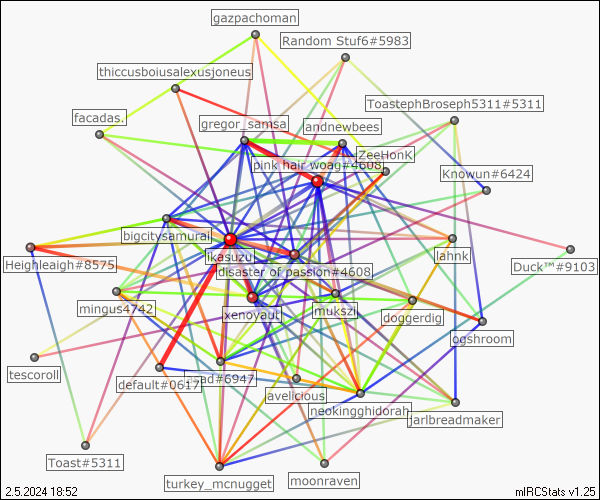 gazpachoman
Random Stuf6#5983
thiccusboiusalexusjoneus
ToastephBroseph5311#5311
facadas.
gregor_samsa
andnewbees
ZeeHonK
pink hair woag#4608
Knowun#6424
bigcitysamurai
ikasuzu
lahnk
Heighleaigh#8575
disaster of passion#4608
Duck™#9103
mingus4742
xenoyaut
mukszi
doggerdig
ogshroom
tescoroll
default#0617
ad#6947
avelicious
neokingghidorah
jarlbreadmaker
Toast#5311
turkey_mcnugget
moonraven
2.5.2024 18:52
mIRCStats v1.25